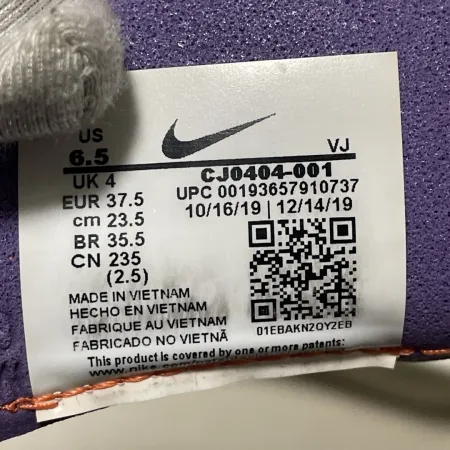 US
6.5
UK 4
EUR 37.5
cm 23.5
BR 35.5
CN 235
(2.5)
VJ
CJ0404-001
UPC 00193657910737
10/16/19 | 12/14/19
01EBAKN2QY2EB
MADE IN VIETNAM
HECHO EN VIETNAM
FABRIQUE AU VIETNAM
FABRICADO NO VIETNÃ
This product is covered by one or more patents: